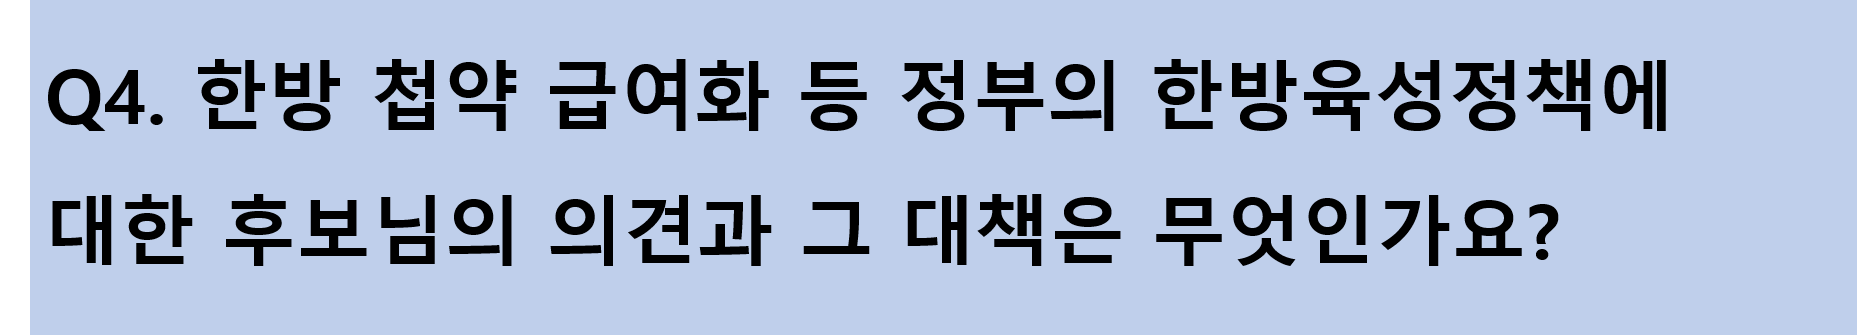 Q4. 한방 첩약 급여화 등 정부의 한방육성정책에
대한 후보님의 의견과 그 대책은 무엇인가요?